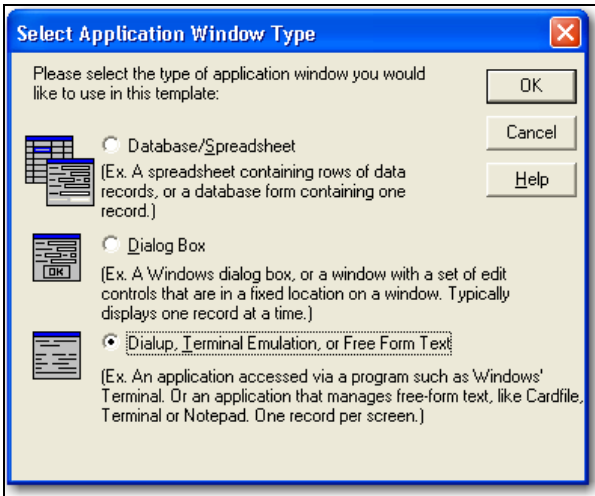 Select Application Window Type
Please select the type of application window you would
like to use in this template:
OK
Cancel
Help
Database/Spreadsheet
(Ex. A spreadsheet containing rows of data
records, or a database form containing one
record.)
OK
Dialog Box
(Ex. A Windows dialog box, or a window with a set of edit
controls that are in a fixed location on a window. Typically
displays one record at a time.)
Dialup, Terminal Emulation, or Free Form Text
(Ex. An application accessed via a program such as Windows'
Terminal. Or an application that manages free-form text, like Cardfile,
Terminal or Notepad. One record per screen.)